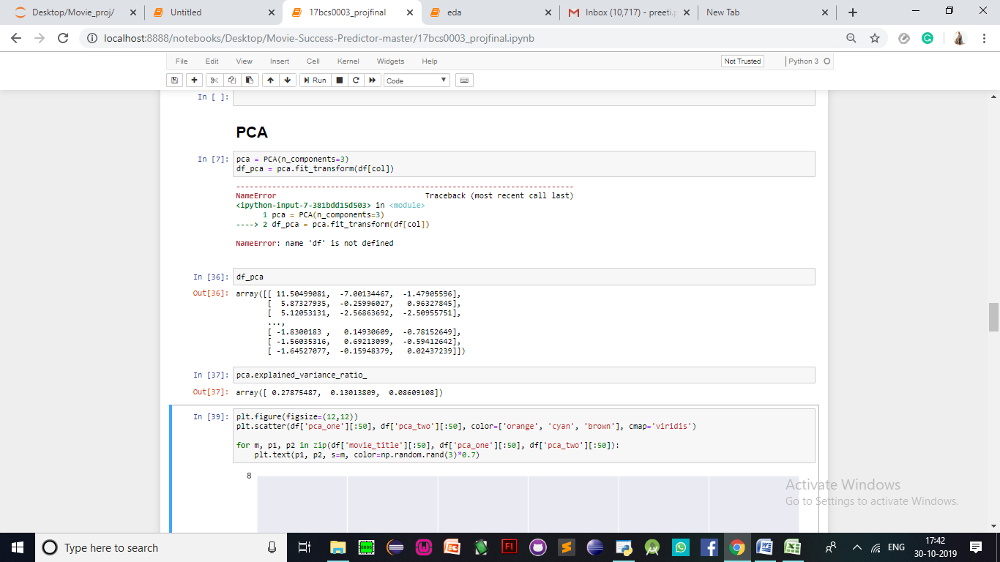 Desktop/Movie_proj/
Untitled
17bcs0003_projfinal
eda
Inbox (10,717) - preeti.p
New Tab
localhost:8888/notebooks/Desktop/Movie-Success-Predictor-master/17bcs0003_projfinal.ipynb
File Edit View Insert Cell Kernel Widgets Help
Not Trusted
Python 3
Run
Code
In [ ]:
PCA
In [7]: pca = PCA(n_components=3)
df_pca = pca.fit_transform(df[col])
---------------------------------------------------------------------------
NameError Traceback (most recent call last)
<ipython-input-7-381bdd15d503> in <module>
1 pca = PCA(n_components=3)
----> 2 df_pca = pca.fit_transform(df[col])
NameError: name 'df' is not defined
In [36]: df_pca
Out[36]: array([[ 11.50499081, -7.00134467, -1.47905596],
[ 5.87327935, -0.25996027, 0.96327845],
[ 5.12053131, -2.56863692, -2.50955751],
...,
[ -1.8300183 , 0.14930609, -0.78152649],
[ -1.56035316, 0.69213099, -0.59412642],
[ -1.64527077, -0.15948379, 0.02437239]])
In [37]: pca.explained_variance_ratio_
Out[37]: array([ 0.27875487, 0.13013809, 0.08609108])
In [39]: plt.figure(figsize=(12,12))
plt.scatter(df['pca_one'][:50], df['pca_two'][:50], color=['orange', 'cyan', 'brown'], cmap='viridis')
for m, p1, p2 in zip(df['movie_title'][:50], df['pca_one'][:50], df['pca_two'][:50]):
plt.text(p1, p2, s=m, color=np.random.rand(3)*0.7)
8
Activate Windows
Go to Settings to activate Windows.
Type here to search
ENG
17:42
30-10-2019